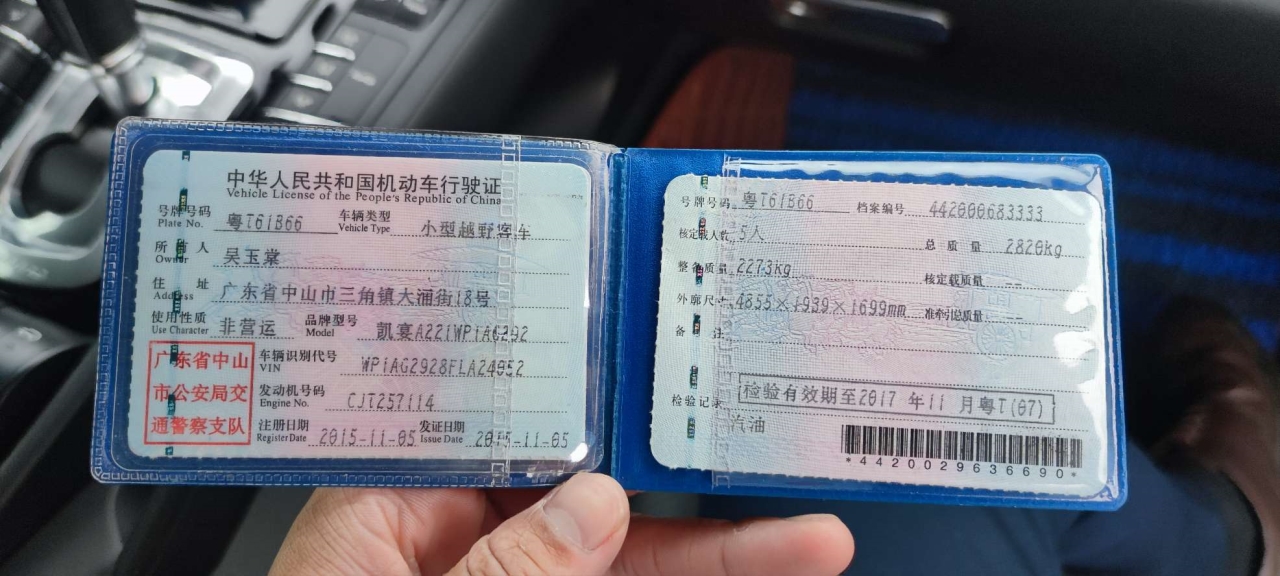 中华人民共和国机动车行驶证
Vehicle License of the People's Republic of China
号牌号码 Plate No. 粤T61B66 车辆类型 Vehicle Type 小型越野客车
所有人 Owner 吴玉棠
住址 Address 广东省中山市三角镇大涌街18号
使用性质 Use Character 非营运 品牌型号 Model 凯宴A221WP1AG292
广东省中山市公安局交通警察支队
车辆识别代号 VIN WP1AG2928FLA24052
发动机号码 Engine No. CJT257114
注册日期 Register Date 2015-11-05 发证日期 Issue Date 2015-11-05
号牌号码 粤T61B66 档案编号 442000683333
核定载人数 5人 总质量 2820kg
整备质量 2273kg 核定载质量 --
外廓尺寸 4855×1939×1699mm 准牵引总质量 --
备注
检验记录 检验有效期至2017年11月粤T(07)
汽油
*4420029636690*